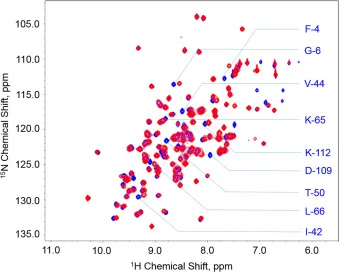 105.0
110.0
115.0
120.0
125.0
130.0
135.0
15N Chemical Shift, ppm
11.0 10.0 9.0 8.0 7.0 6.0
1H Chemical Shift, ppm
F-4
G-6
V-44
K-65
K-112
D-109
T-50
L-66
I-42